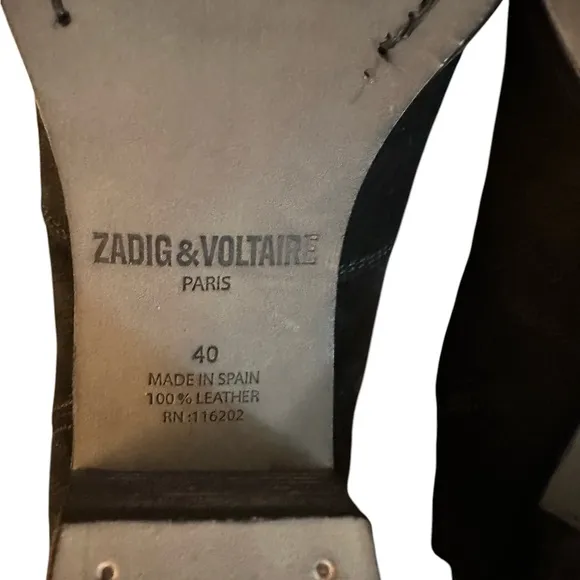 ZADIG & VOLTAIRE
PARIS
40
MADE IN SPAIN
100 % LEATHER
RN :116202